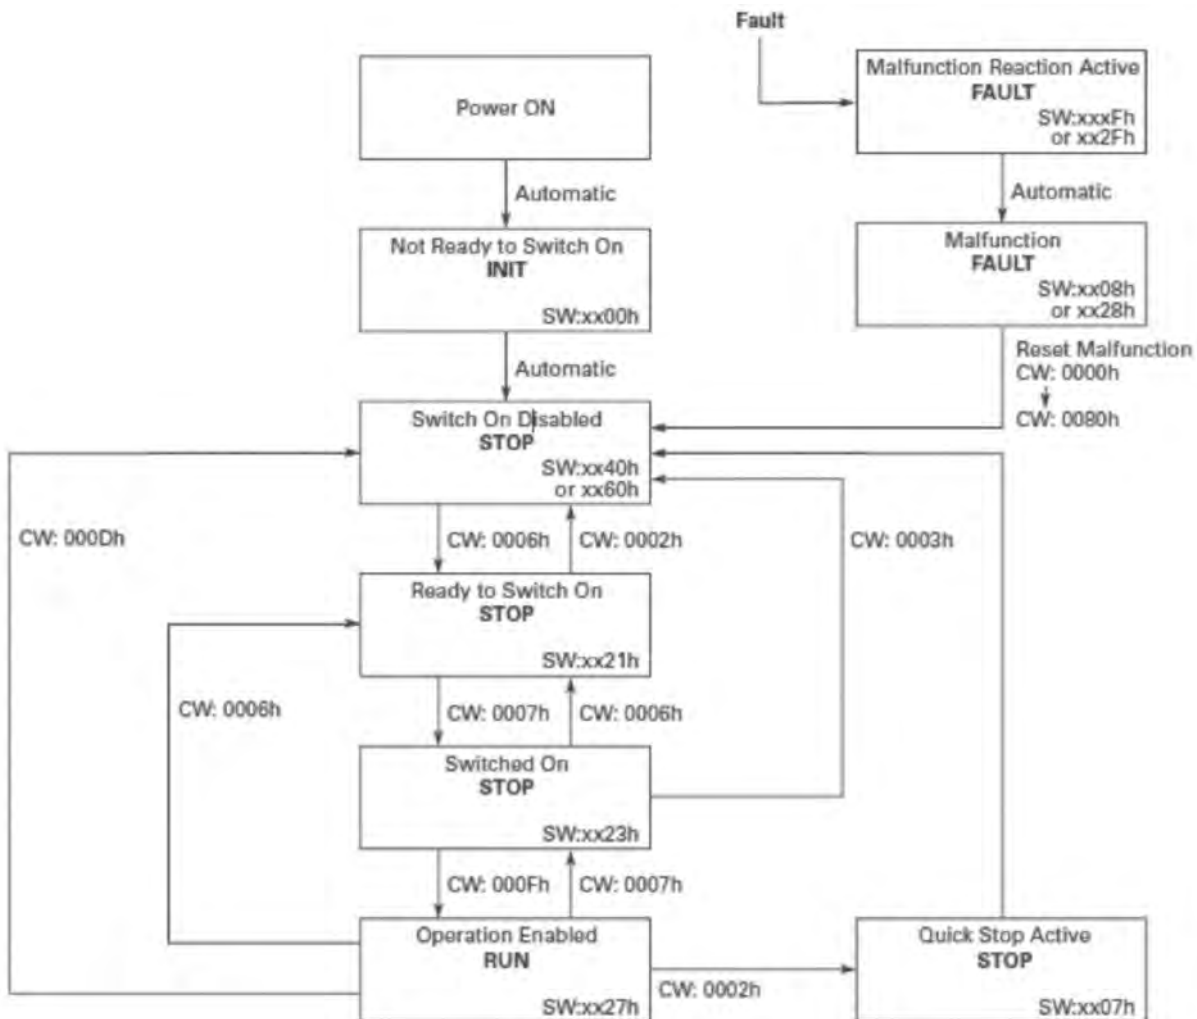 Fault
Power ON
Malfunction Reaction Active
FAULT
SW:xxxFh
or xx2Fh
Automatic
Automatic
Not Ready to Switch On
INIT
SW:xx00h
Malfunction
FAULT
SW:xx08h
or xx28h
Automatic
Reset Malfunction
CW: 0000h
CW: 0080h
Switch On Disabled
STOP
SW:xx40h
or xx60h
CW: 000Dh
CW: 0006h
CW: 0002h
CW: 0003h
Ready to Switch On
STOP
SW:xx21h
CW: 0006h
CW: 0007h
CW: 0006h
Switched On
STOP
SW:xx23h
CW: 000Fh
CW: 0007h
Operation Enabled
RUN
SW:xx27h
CW: 0002h
Quick Stop Active
STOP
SW:xx07h